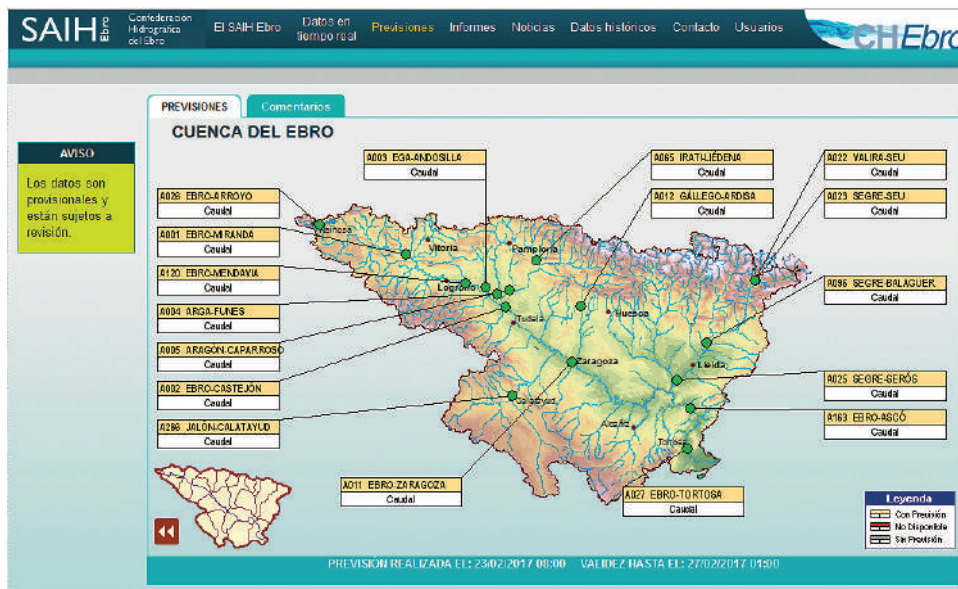 SAIH Ebro
Confederación
Hidrográfica
del Ebro
El SAIH Ebro
Datos en
tiempo real
Previsiones
Informes
Noticias
Datos históricos
Contacto
Usuarios
CHEbro
PREVISIONES
Comentarios
CUENCA DEL EBRO
AVISO
Los datos son
provisionales y
están sujetos a
revisión.
A003 EGA-ANDOSILLA
Caudal
A065 IRATI-LIÉDENA
Caudal
A022 VALIRA-SEU
Caudal
A028 EBRO-ARROYO
Caudal
A012 GÁLLEGO-ARDISA
Caudal
A023 SEGRE-SEU
Caudal
A001 EBRO-MIRANDA
Caudal
A120 EBRO-MENDAVIA
Caudal
A096 SEGRE-BALAGUER
Caudal
A004 ARGA-FUNES
Caudal
A005 ARAGÓN-CAPARROSO
Caudal
A002 EBRO-CASTEJÓN
Caudal
A025 SEGRE-SERÓS
Caudal
A286 JALÓN-CALATAYUD
Caudal
A163 EBRO-ASCÓ
Caudal
A011 EBRO-ZARAGOZA
Caudal
A027 EBRO-TORTOSA
Caudal
Reinosa
Vitoria
Pamplona
Logroño
Huesca
Tudela
Zaragoza
Lleida
Calatayud
Alcañiz
Tortosa
Leyenda
Con Previsión
No Disponible
Sin Previsión
PREVISIÓN REALIZADA EL: 23/02/2017 08:00 VALIDEZ HASTA EL: 27/02/2017 01:00